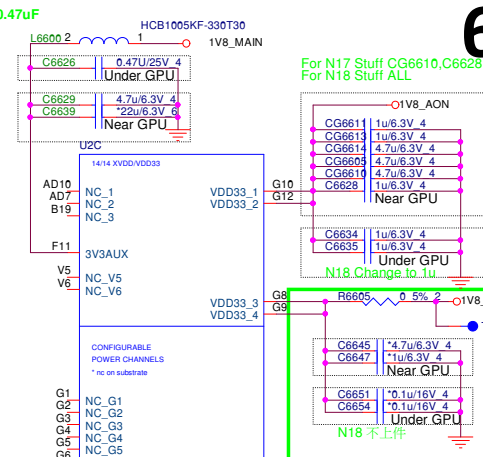 0.47uF
HCB1005KF-330T30
L6600 2 1 1V8_MAIN
C6626 0.47U/25V_4
Under GPU
C6629 4.7u/6.3V_4
C6639 *22u/6.3V_6
Near GPU
6
For N17 Stuff CG6610,C6628
For N18 Stuff ALL
1V8_AON
CG6611 1u/6.3V_4
CG6613 1u/6.3V_4
CG6614 4.7u/6.3V_4
CG6605 4.7u/6.3V_4
CG6610 4.7u/6.3V_4
C6628 1u/6.3V_4
Near GPU
C6634 1u/6.3V_4
C6635 1u/6.3V_4
Under GPU
N18 Change to 1u
U2C
14/14 XVDD/VDD33
AD10 NC_1 VDD33_1 G10
AD7 NC_2 VDD33_2 G12
B19 NC_3
F11 3V3AUX
V5 NC_V5
V6 NC_V6
VDD33_3 G8
VDD33_4 G9
R6605 0_5%_2 1V8_
C6645 *4.7u/6.3V_4
C6647 *1u/6.3V_4
Near GPU
C6651 *0.1u/16V_4
C6654 *0.1u/16V_4
Under GPU
N18 不上件
CONFIGURABLE
POWER CHANNELS
* nc on substrate
G1 NC_G1
G2 NC_G2
G3 NC_G3
G4 NC_G4
G5 NC_G5
G6